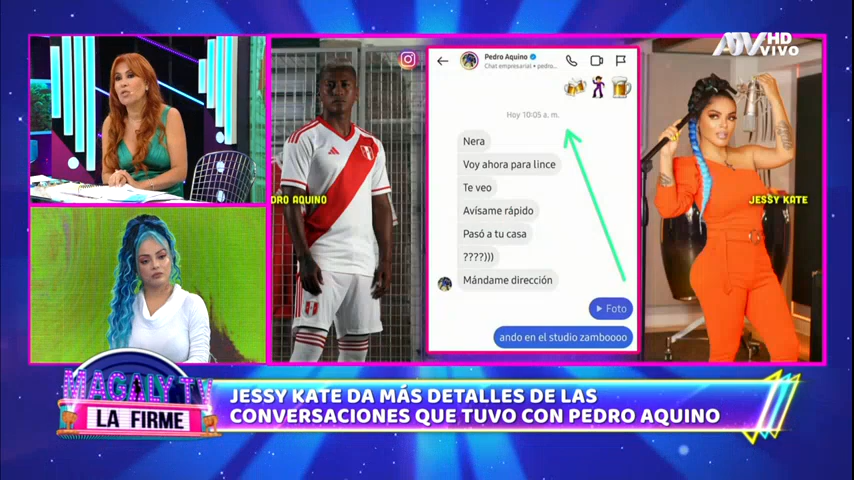 ATV HD
VIVO
Pedro Aquino
Chat empresarial • pedro...
Hoy 10:05 a. m.
Nera
Voy ahora para lince
Te veo
Avísame rápido
Pasó a tu casa
????)))
Mándame dirección
Foto
ando en el studio zamboooo
DRO AQUINO
JESSY KATE
MAGALY TV
LA FIRME
JESSY KATE DA MÁS DETALLES DE LAS
CONVERSACIONES QUE TUVO CON PEDRO AQUINO